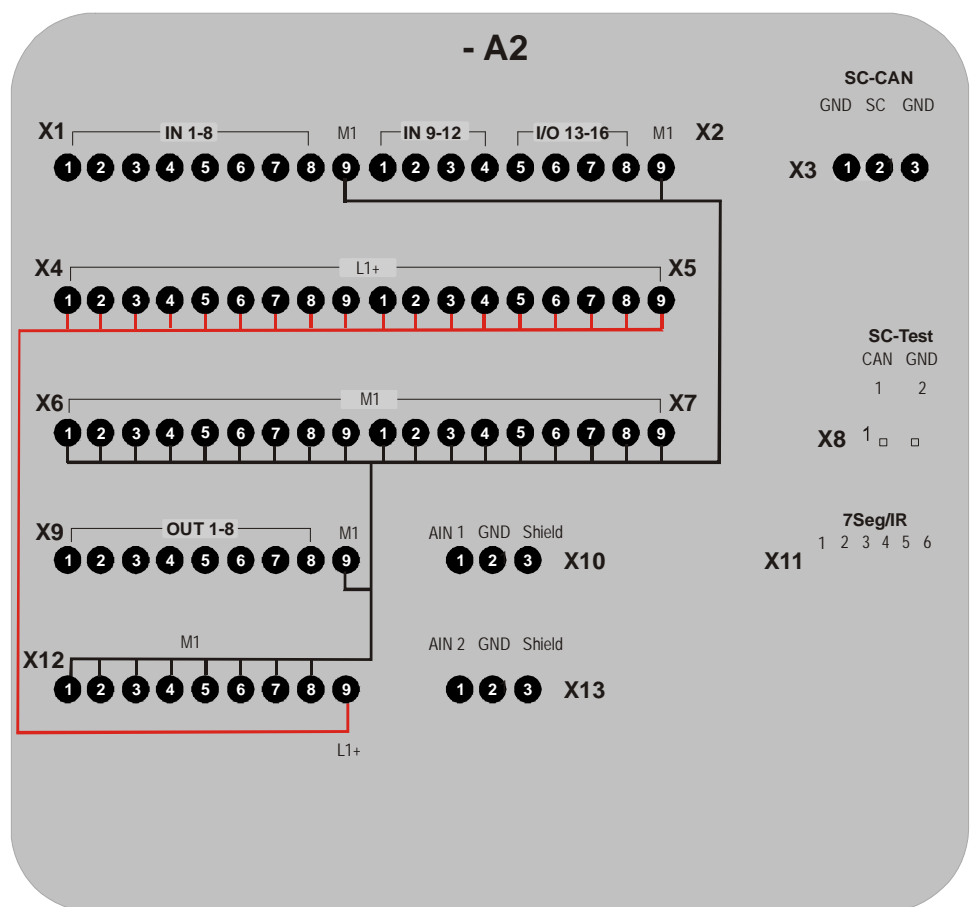 - A2
SC-CAN
GND SC GND
X1 IN 1-8 M1 IN 9-12 I/O 13-16 M1 X2
1 2 3 4 5 6 7 8 9 1 2 3 4 5 6 7 8 9
X3 1 2 3
X4 L1+ X5
1 2 3 4 5 6 7 8 9 1 2 3 4 5 6 7 8 9
SC-Test
CAN GND
1 2
X6 M1 X7
1 2 3 4 5 6 7 8 9 1 2 3 4 5 6 7 8 9
X8 1
X9 OUT 1-8 M1
1 2 3 4 5 6 7 8 9
AIN 1 GND Shield
1 2 3 X10
7Seg/IR
1 2 3 4 5 6
X11
M1
X12
1 2 3 4 5 6 7 8 9
L1+
AIN 2 GND Shield
1 2 3 X13